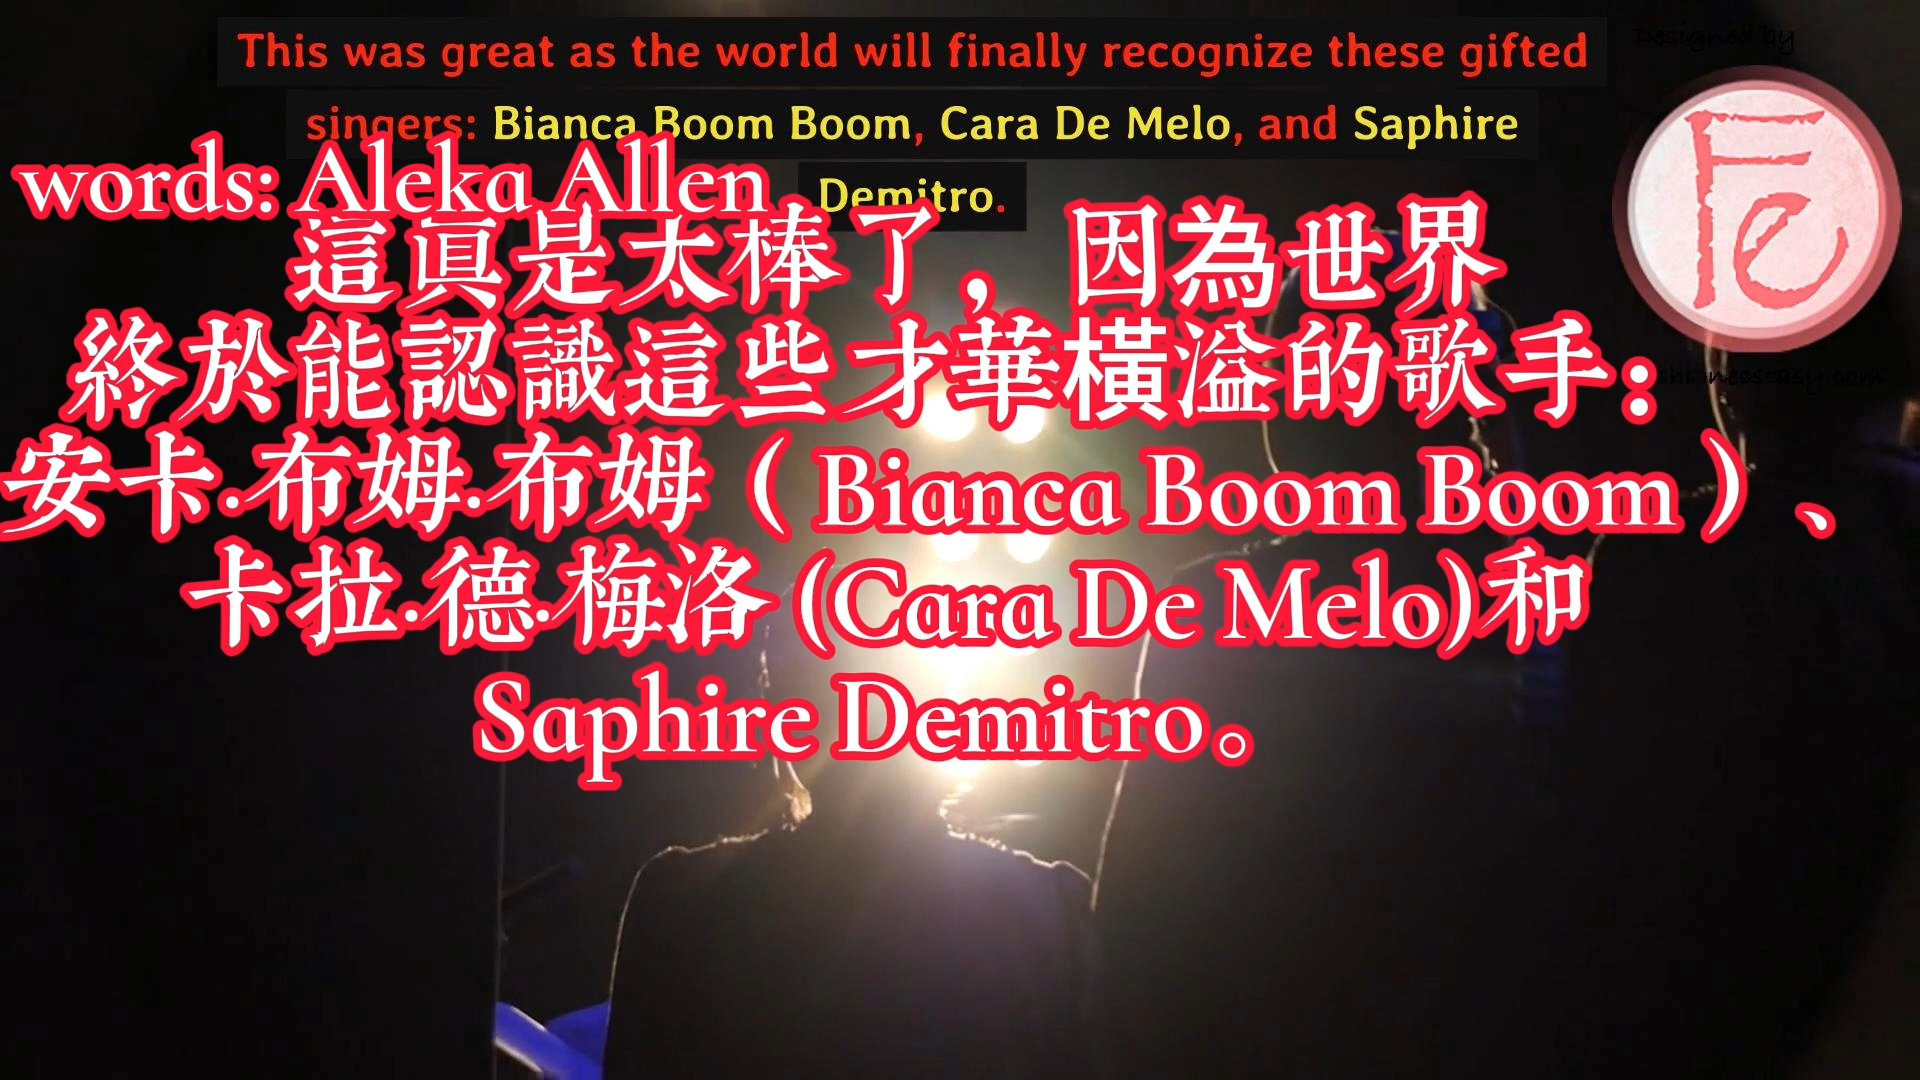 This was great as the world will finally recognize these gifted
singers: Bianca Boom Boom, Cara De Melo, and Saphire
Demitro.
Designed by
Fe
words: Aleka Allen
這眞是太棒了，因為世界
終於能認識這些才華橫溢的歌手：
安卡·布姆·布姆（Bianca Boom Boom）、
卡拉·德·梅洛 (Cara De Melo)和
Saphire Demitro。